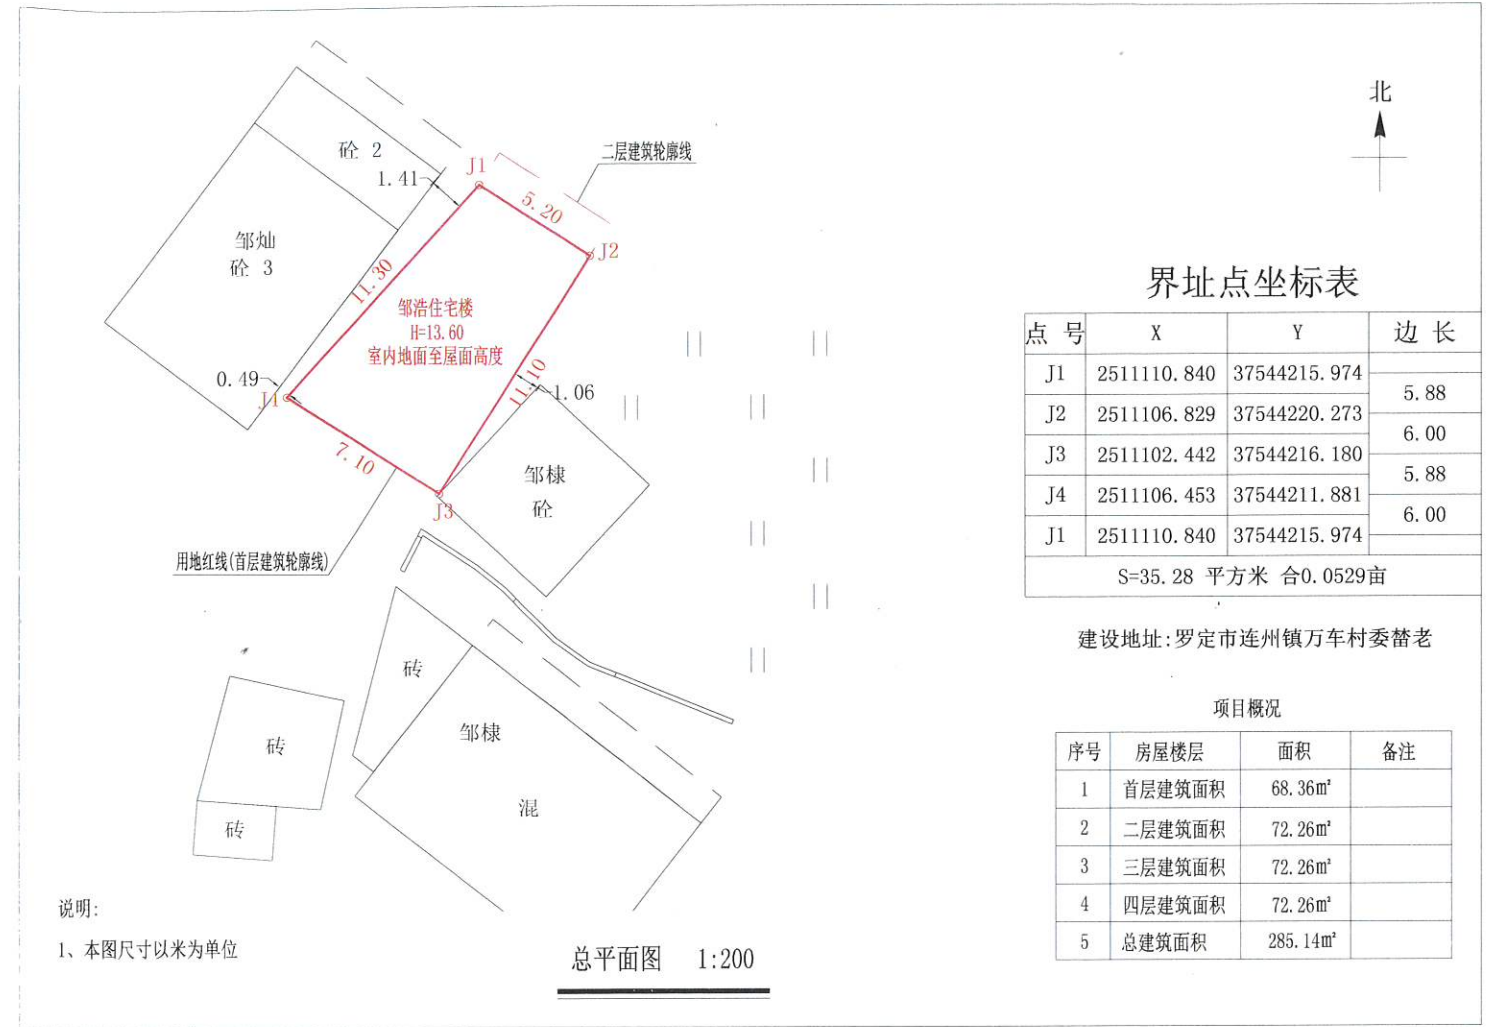 北
砼 2
1.41
J1
5.20
二层建筑轮廓线
J2
邹灿
砼 3
11.30
邹浩住宅楼
H=13.60
室内地面至屋面高度
0.49
J1
11.10
1.06
7.10
J3
邹棣
砼
用地红线(首层建筑轮廓线)
砖
邹棣
混
砖
砖
说明:
1、本图尺寸以米为单位
总平面图 1:200
界址点坐标表
点 号 X Y 边 长
J1 2511110.840 37544215.974
5.88
J2 2511106.829 37544220.273
6.00
J3 2511102.442 37544216.180
5.88
J4 2511106.453 37544211.881
6.00
J1 2511110.840 37544215.974
S=35.28 平方米 合0.0529亩
建设地址:罗定市连州镇万车村委替老
项目概况
序号 房屋楼层 面积 备注
1 首层建筑面积 68.36m²
2 二层建筑面积 72.26m²
3 三层建筑面积 72.26m²
4 四层建筑面积 72.26m²
5 总建筑面积 285.14m²